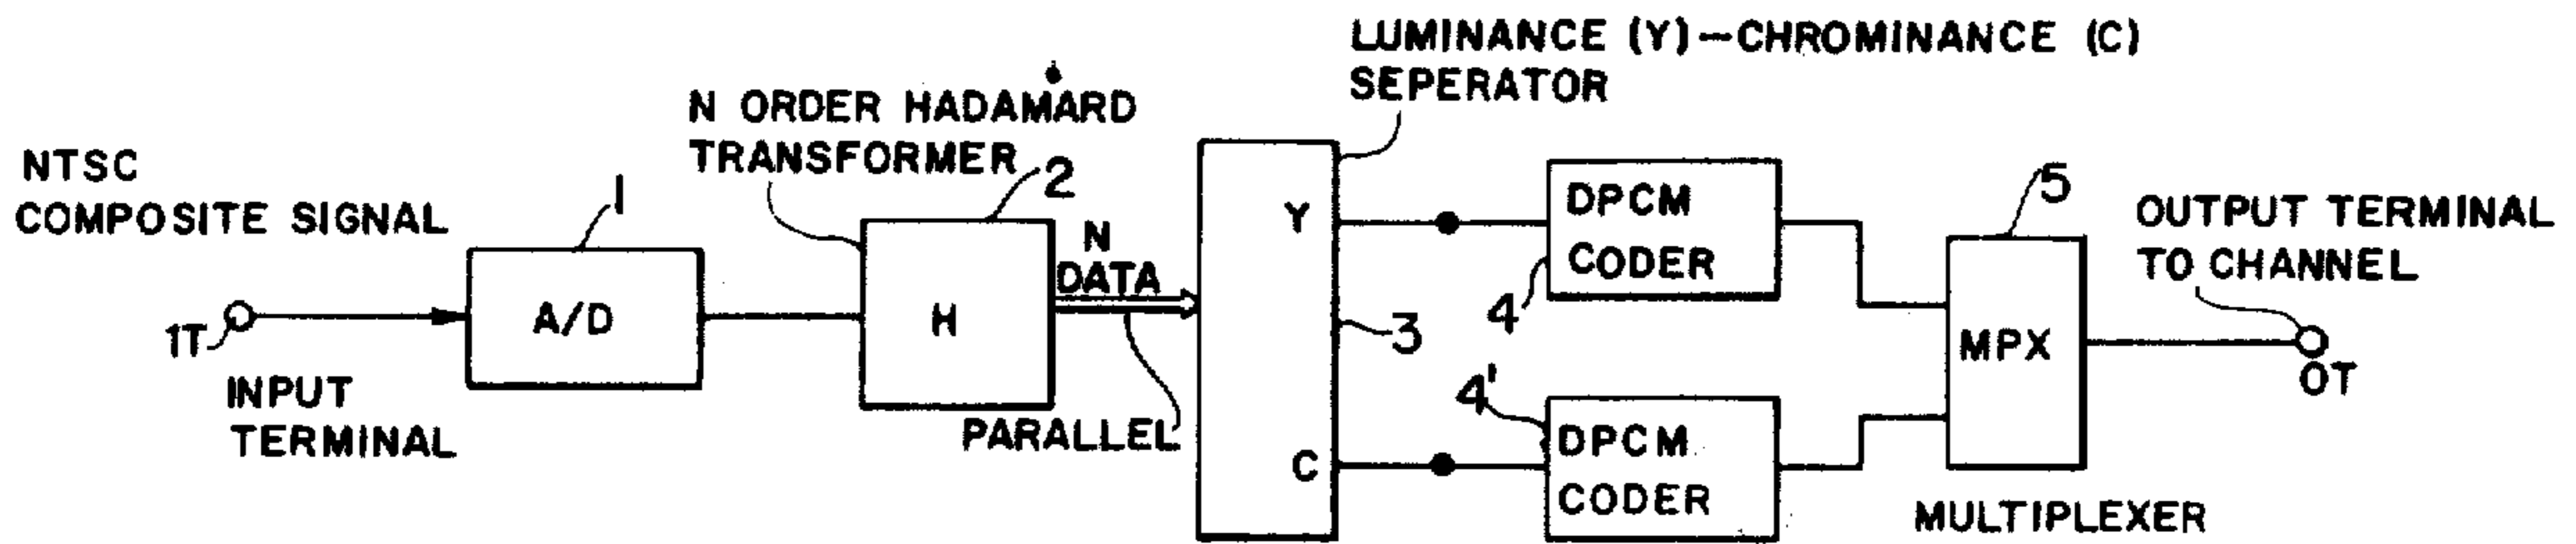 NTSC
COMPOSITE SIGNAL
1T
INPUT
TERMINAL
1
A/D
N ORDER HADAMARD
TRANSFORMER
2
H
N
DATA
PARALLEL
LUMINANCE (Y)-CHROMINANCE (C)
SEPERATOR
Y
3
C
DPCM
CODER
4
4'
DPCM
CODER
5
MPX
MULTIPLEXER
OUTPUT TERMINAL
TO CHANNEL
OT